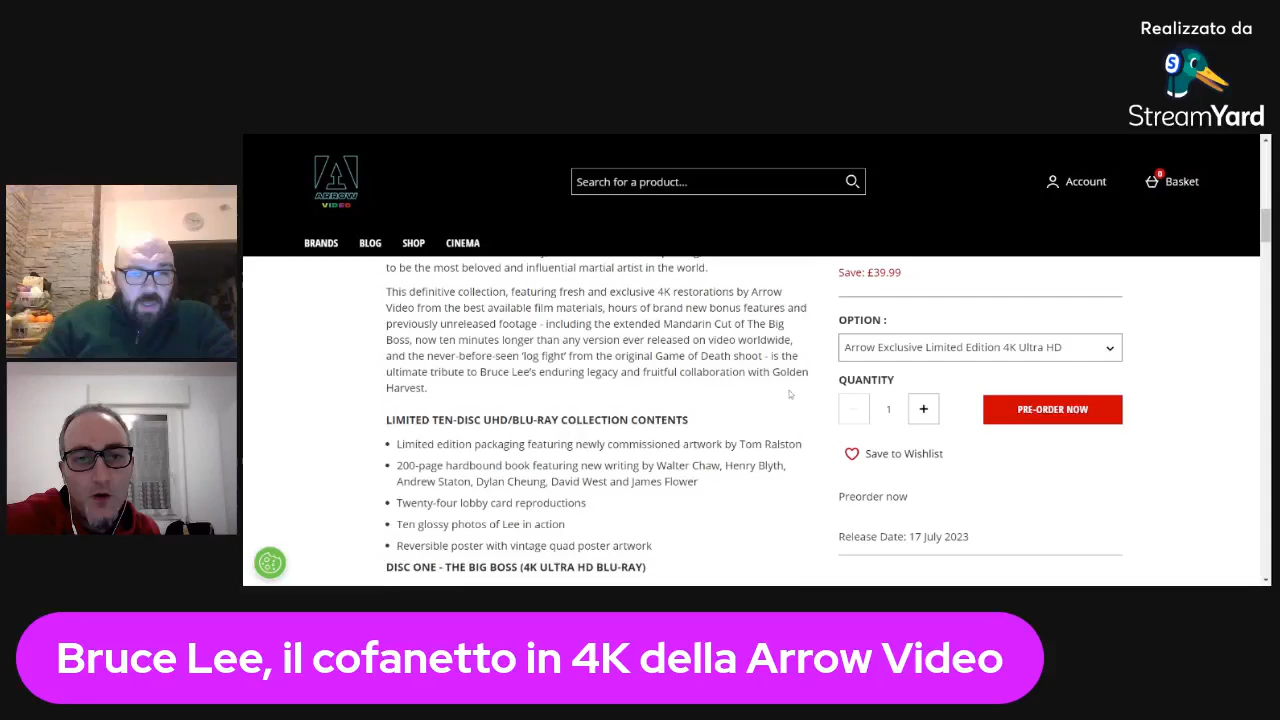 Realizzato da
S
StreamYard
ARROW
VIDEO
Search for a product...
Account
0
Basket
BRANDS
BLOG
SHOP
CINEMA
to be the most beloved and influential martial artist in the world.
This definitive collection, featuring fresh and exclusive 4K restorations by Arrow
Video from the best available film materials, hours of brand new bonus features and
previously unreleased footage - including the extended Mandarin Cut of The Big
Boss, now ten minutes longer than any version ever released on video worldwide,
and the never-before-seen 'log fight' from the original Game of Death shoot - is the
ultimate tribute to Bruce Lee's enduring legacy and fruitful collaboration with Golden
Harvest.
LIMITED TEN-DISC UHD/BLU-RAY COLLECTION CONTENTS
Limited edition packaging featuring newly commissioned artwork by Tom Ralston
200-page hardbound book featuring new writing by Walter Chaw, Henry Blyth,
Andrew Staton, Dylan Cheung, David West and James Flower
Twenty-four lobby card reproductions
Ten glossy photos of Lee in action
Reversible poster with vintage quad poster artwork
DISC ONE - THE BIG BOSS (4K ULTRA HD BLU-RAY)
Save: £39.99
OPTION :
Arrow Exclusive Limited Edition 4K Ultra HD
QUANTITY
1
+
PRE-ORDER NOW
Save to Wishlist
Preorder now
Release Date: 17 July 2023
Bruce Lee, il cofanetto in 4K della Arrow Video